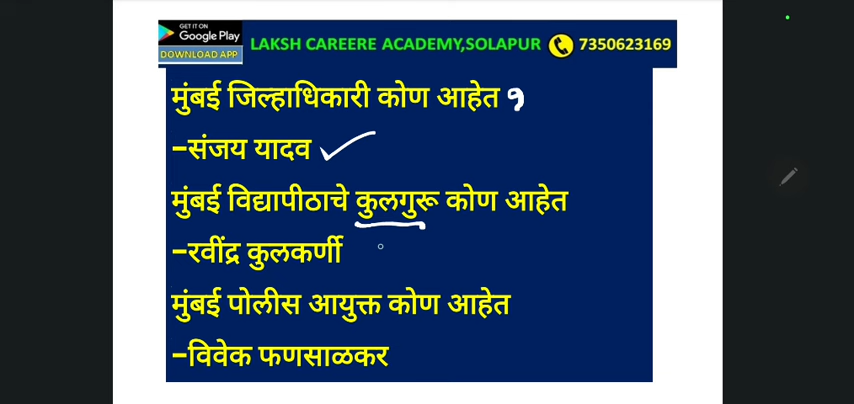 GET IT ON
Google Play
DOWNLOAD APP
LAKSH CAREERE ACADEMY,SOLAPUR 7350623169
मुंबई जिल्हाधिकारी कोण आहेत ?
–संजय यादव
मुंबई विद्यापीठाचे कुलगुरू कोण आहेत
–रवींद्र कुलकर्णी
मुंबई पोलीस आयुक्त कोण आहेत
–विवेक फणसाळकर